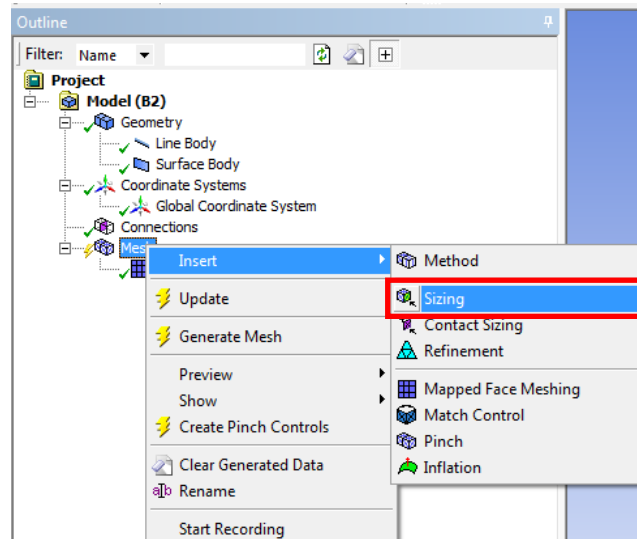 Outline
Filter: Name
Project
Model (B2)
Geometry
Line Body
Surface Body
Coordinate Systems
Global Coordinate System
Connections
Mesh
Insert
Update
Generate Mesh
Preview
Show
Create Pinch Controls
Clear Generated Data
Rename
Start Recording
Method
Sizing
Contact Sizing
Refinement
Mapped Face Meshing
Match Control
Pinch
Inflation